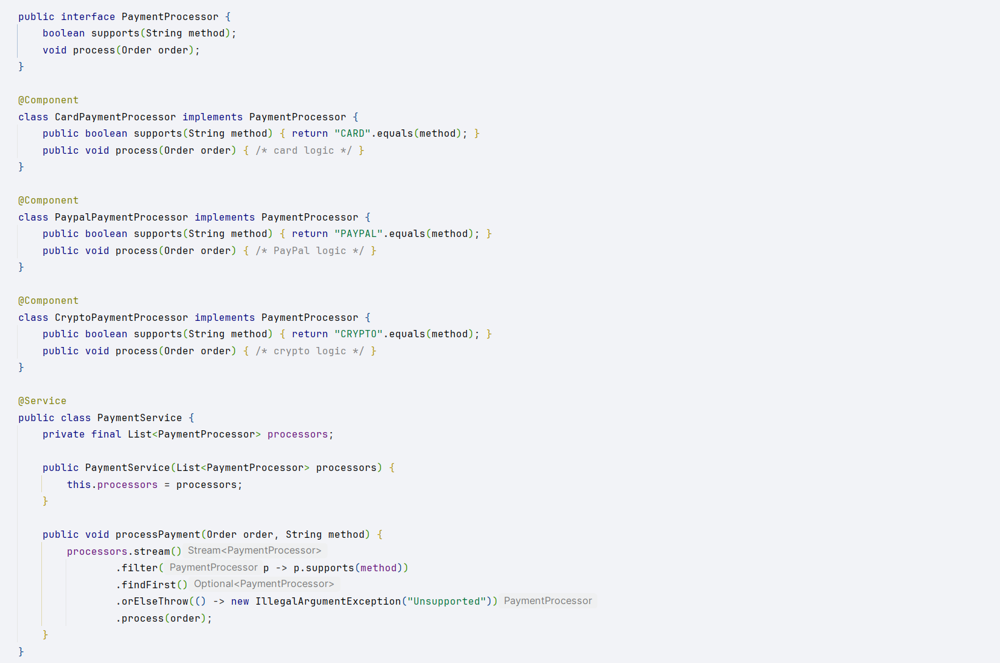 public interface PaymentProcessor {
    boolean supports(String method);
    void process(Order order);
}

@Component
class CardPaymentProcessor implements PaymentProcessor {
    public boolean supports(String method) { return "CARD".equals(method); }
    public void process(Order order) { /* card logic */ }
}

@Component
class PaypalPaymentProcessor implements PaymentProcessor {
    public boolean supports(String method) { return "PAYPAL".equals(method); }
    public void process(Order order) { /* PayPal logic */ }
}

@Component
class CryptoPaymentProcessor implements PaymentProcessor {
    public boolean supports(String method) { return "CRYPTO".equals(method); }
    public void process(Order order) { /* crypto logic */ }
}

@Service
public class PaymentService {
    private final List<PaymentProcessor> processors;

    public PaymentService(List<PaymentProcessor> processors) {
        this.processors = processors;
    }

    public void processPayment(Order order, String method) {
        processors.stream() Stream<PaymentProcessor>
                .filter( PaymentProcessor p -> p.supports(method))
                .findFirst() Optional<PaymentProcessor>
                .orElseThrow(() -> new IllegalArgumentException("Unsupported")) PaymentProcessor
                .process(order);
    }
}